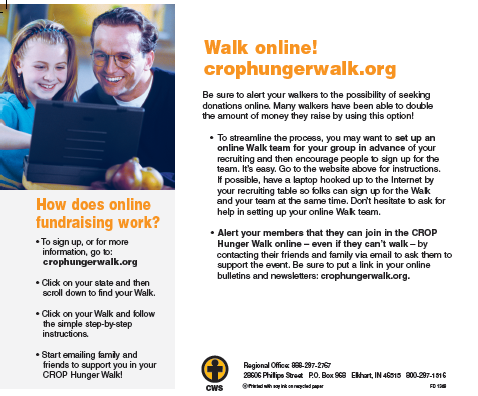 Walk online!
crophungerwalk.org
Be sure to alert your walkers to the possibility of seeking
donations online. Many walkers have been able to double
the amount of money they raise by using this option!
• To streamline the process, you may want to set up an
online Walk team for your group in advance of your
recruiting and then encourage people to sign up for the
team. It's easy. Go to the website above for instructions.
If possible, have a laptop hooked up to the Internet by
your recruiting table so folks can sign up for the Walk
and your team at the same time. Don't hesitate to ask for
help in setting up your online Walk team.
• Alert your members that they can join in the CROP
Hunger Walk online – even if they can't walk – by
contacting their friends and family via email to ask them to
support the event. Be sure to put a link in your online
bulletins and newsletters: crophungerwalk.org.
How does online
fundraising work?
• To sign up, or for more
information, go to:
crophungerwalk.org
• Click on your state and then
scroll down to find your Walk.
• Click on your Walk and follow
the simple step-by-step
instructions.
• Start emailing family and
friends to support you in your
CROP Hunger Walk!
CWS
Regional Office: 888-297-2767
28606 Phillips Street P.O. Box 968 Elkhart, IN 46515 800-297-1516
Printed with soy ink on recycled paper